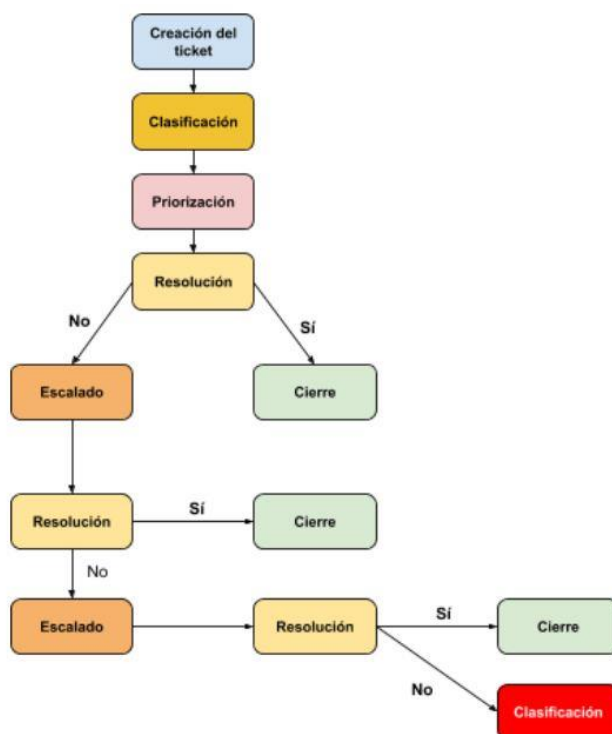 Creación del
ticket
Clasificación
Priorización
Resolución
No
Sí
Escalado
Cierre
Resolución
Sí
Cierre
No
Escalado
Resolución
Sí
Cierre
No
Clasificación